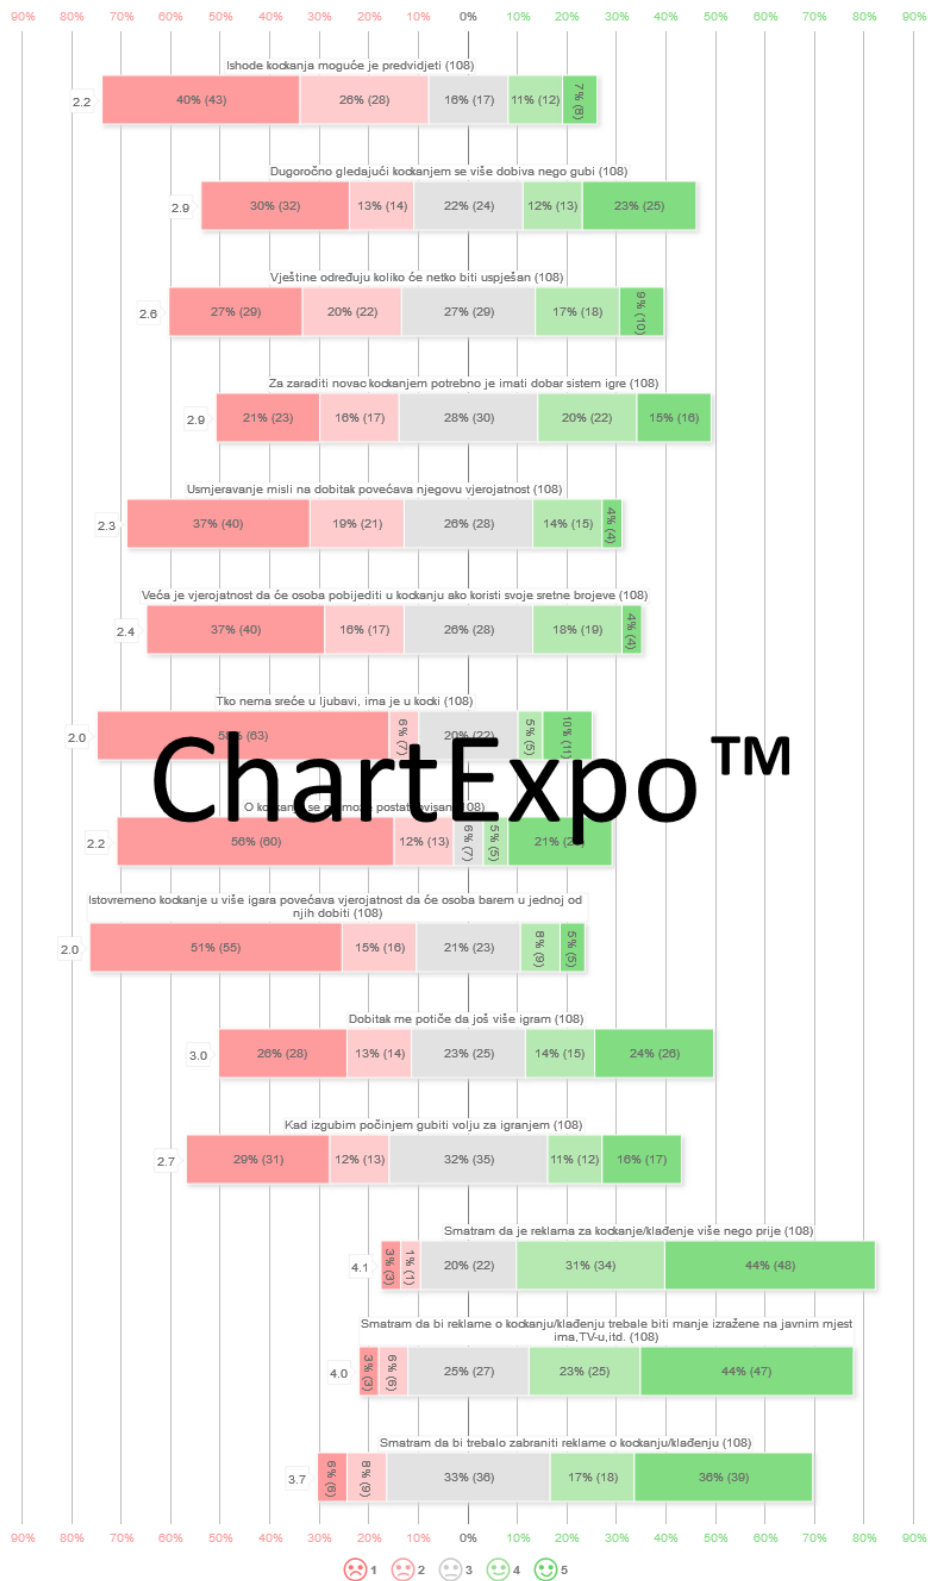 90% 80% 70% 60% 50% 40% 30% 20% 10% 0% 10% 20% 30% 40% 50% 60% 70% 80% 90%
Ishode kockanja moguće je predvidjeti (108)
2.2 40% (43) 26% (28) 16% (17) 11% (12) 7% (8)
Dugoročno gledajući kockanjem se više dobiva nego gubi (108)
2.9 30% (32) 13% (14) 22% (24) 12% (13) 23% (25)
Vještine određuju koliko će netko biti uspješan (108)
2.6 27% (29) 20% (22) 27% (29) 17% (18) 9% (10)
Za zaraditi novac kockanjem potrebno je imati dobar sistem igre (108)
2.9 21% (23) 16% (17) 28% (30) 20% (22) 15% (16)
Usmjeravanje misli na dobitak povećava njegovu vjerojatnost (108)
2.3 37% (40) 19% (21) 26% (28) 14% (15) 4% (4)
Veća je vjerojatnost da će osoba pobijediti u kockanju ako koristi svoje sretne brojeve (108)
2.4 37% (40) 16% (17) 26% (28) 18% (19) 4% (4)
Tko nema sreće u ljubavi, ima je u kocki (108)
2.0 58% (63) 6% (7) 20% (22) 5% (5) 10% (11)
ChartExpo™
O se
2.2 56% (60) 12% (13) 6% (7) 5% (5) 21%
Istovremeno kockanje u više igara povećava vjerojatnost da će osoba barem u jednoj od
njih dobiti (108)
2.0 51% (55) 15% (16) 21% (23) 8% (9) 5% (5)
Dobitak me potiče da još više igram (108)
3.0 26% (28) 13% (14) 23% (25) 14% (15) 24% (26)
Kad izgubim počinjem gubiti volju za igranjem (108)
2.7 29% (31) 12% (13) 32% (35) 11% (12) 16% (17)
Smatram da je reklama za kockanje/klađenje više nego prije (108)
4.1 3% (3) 1% (1) 20% (22) 31% (34) 44% (48)
Smatram da bi reklame o kockanju/klađenju trebale biti manje izražene na javnim mjest
ima,TV-u,itd. (108)
4.0 3% (3) 6% (6) 25% (27) 23% (25) 44% (47)
Smatram da bi trebalo zabraniti reklame o kockanju/klađenju (108)
3.7 6% (6) 8% (9) 33% (36) 17% (18) 36% (39)
90% 80% 70% 60% 50% 40% 30% 20% 10% 0% 10% 20% 30% 40% 50% 60% 70% 80% 90%
1 2 3 4 5